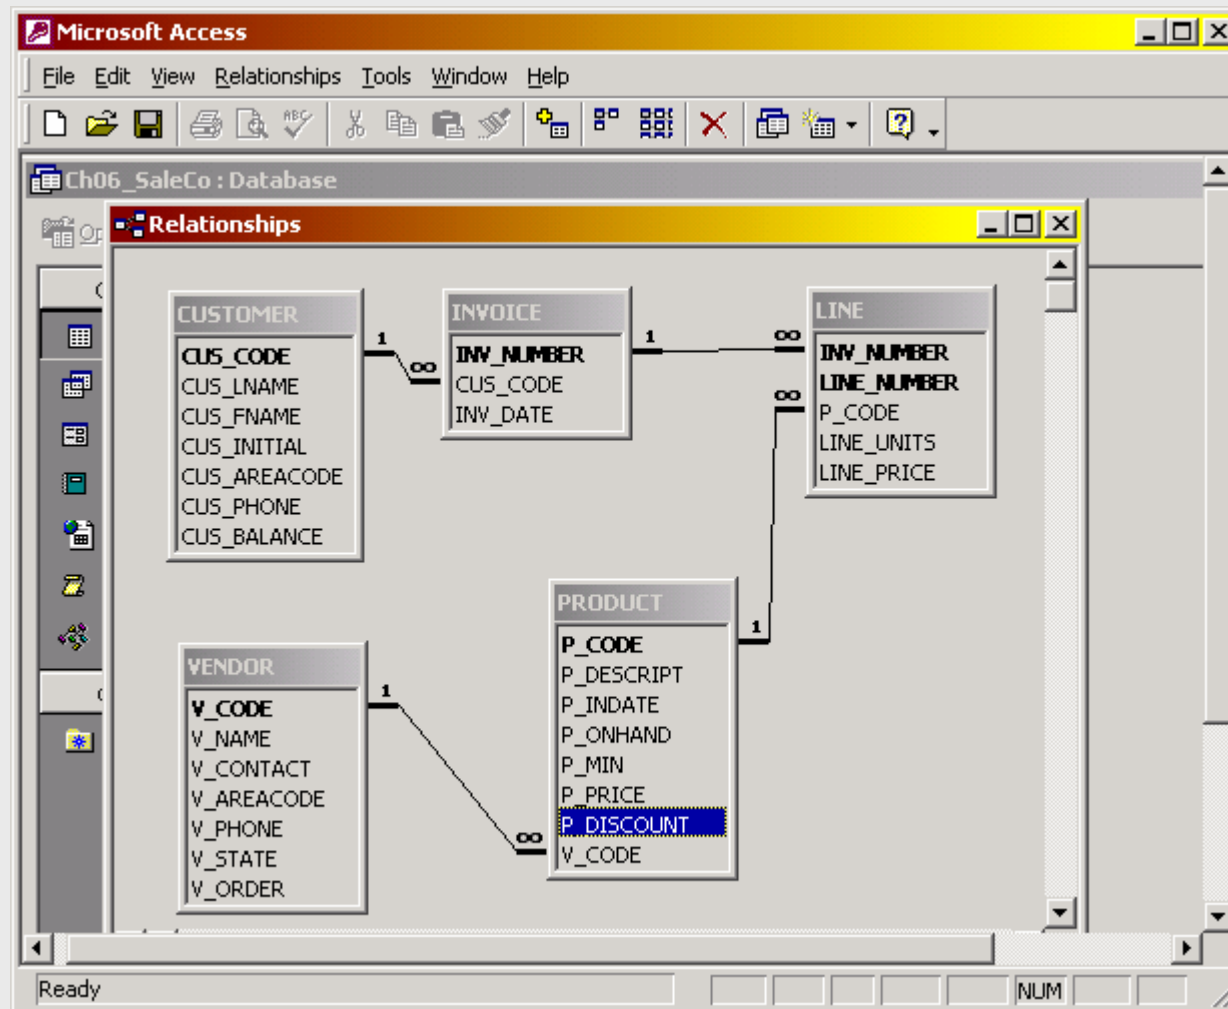 Microsoft Access
File Edit View Relationships Tools Window Help
ABC
Ch06_SaleCo : Database
Relationships
CUSTOMER
CUS_CODE
CUS_LNAME
CUS_FNAME
CUS_INITIAL
CUS_AREACODE
CUS_PHONE
CUS_BALANCE
1
∞
INVOICE
INV_NUMBER
CUS_CODE
INV_DATE
1
∞
LINE
INV_NUMBER
LINE_NUMBER
P_CODE
LINE_UNITS
LINE_PRICE
∞
1
PRODUCT
P_CODE
P_DESCRIPT
P_INDATE
P_ONHAND
P_MIN
P_PRICE
P_DISCOUNT
V_CODE
VENDOR
V_CODE
V_NAME
V_CONTACT
V_AREACODE
V_PHONE
V_STATE
V_ORDER
1
∞
Ready
NUM